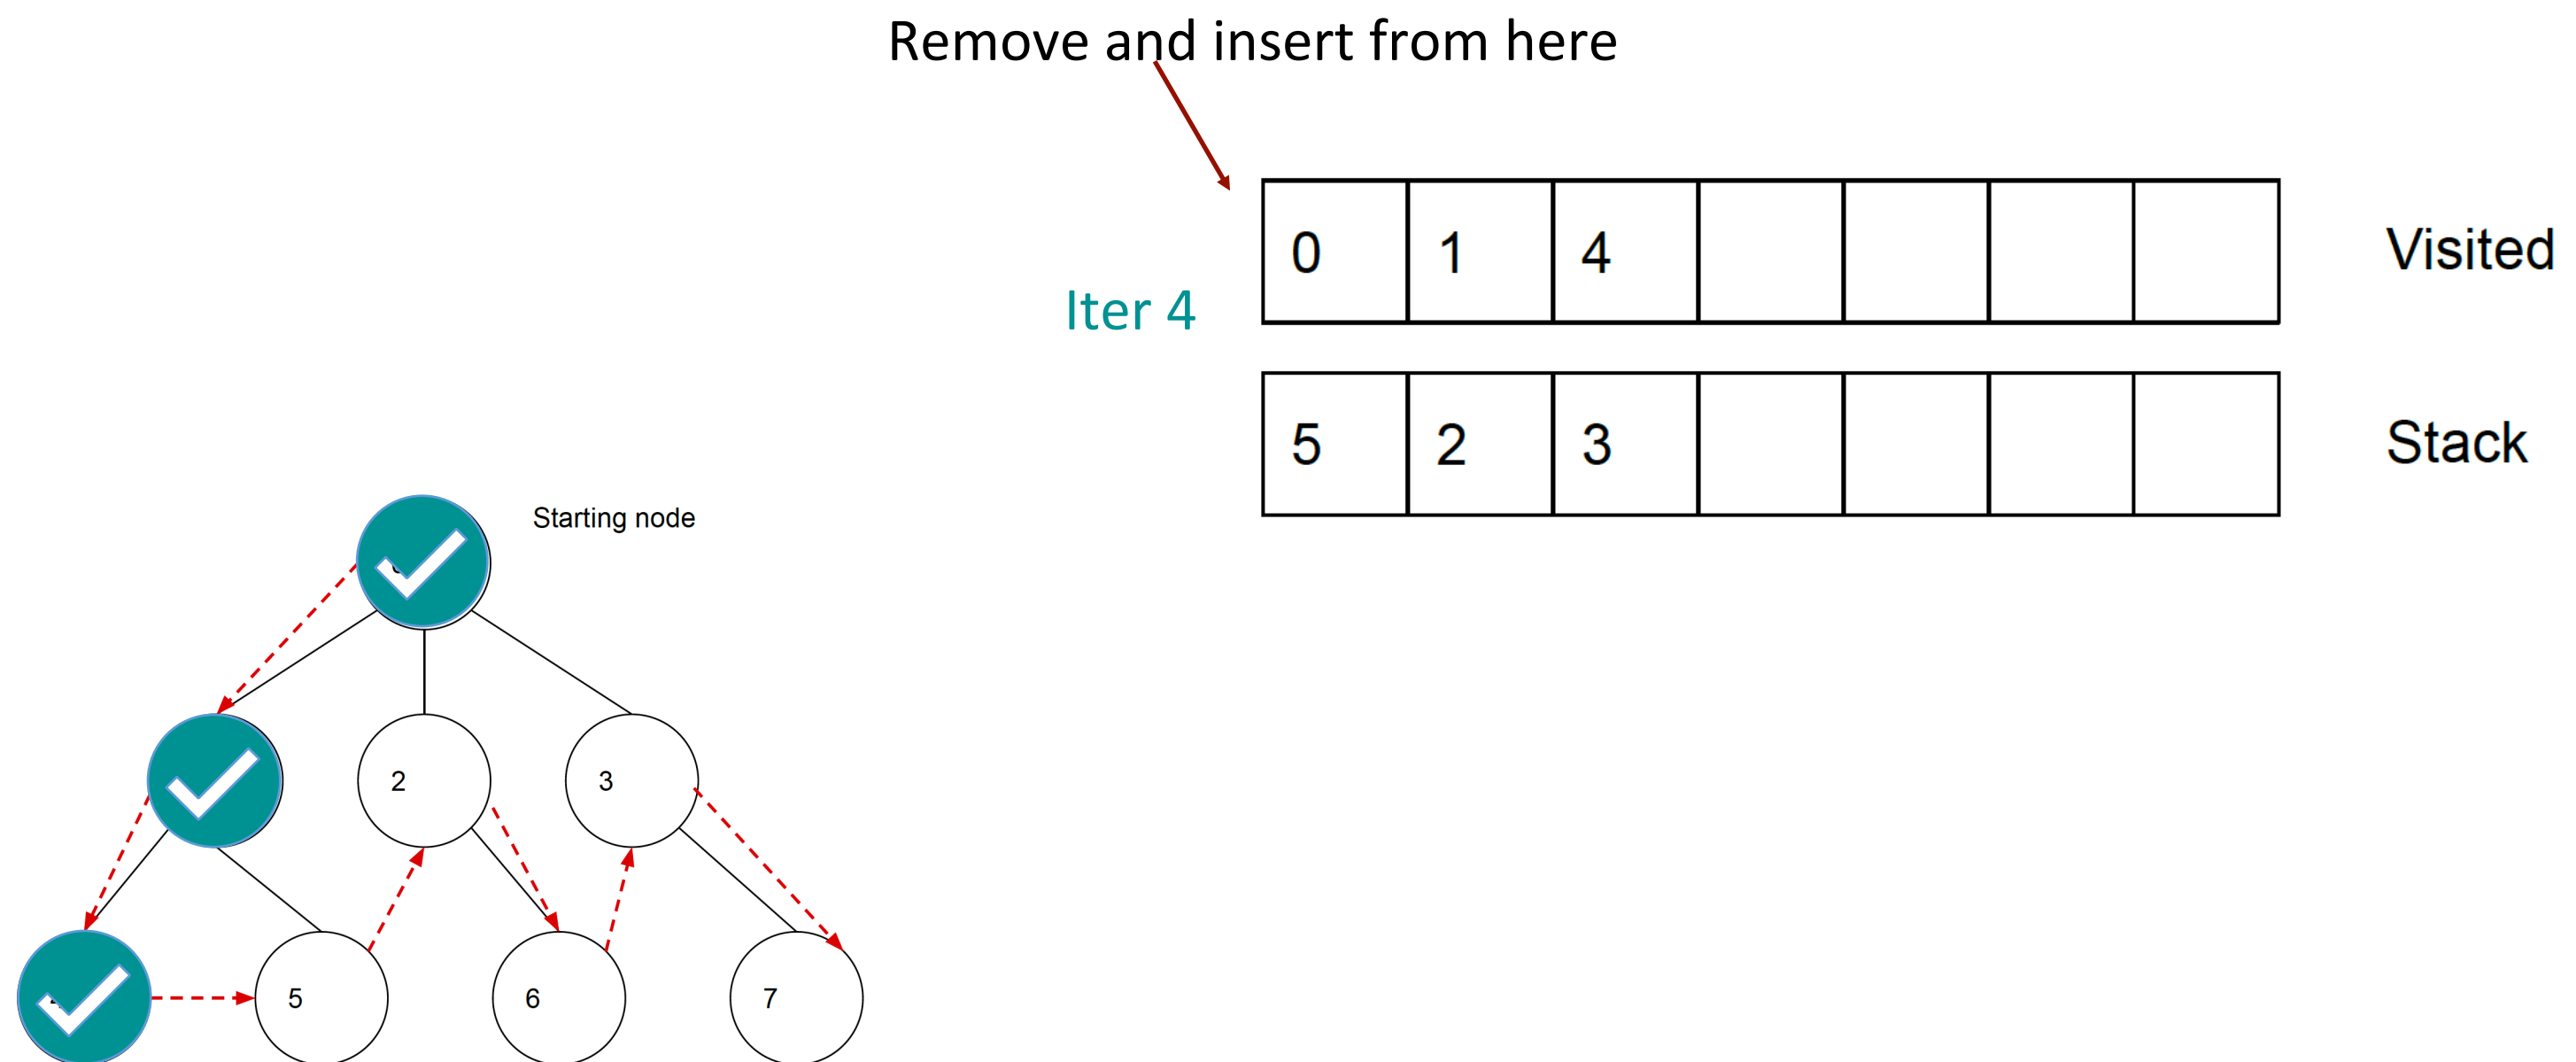 Remove and insert from here
0 1 4
Visited
Iter 4
5 2 3
Stack
Starting node
2 3
5 6 7